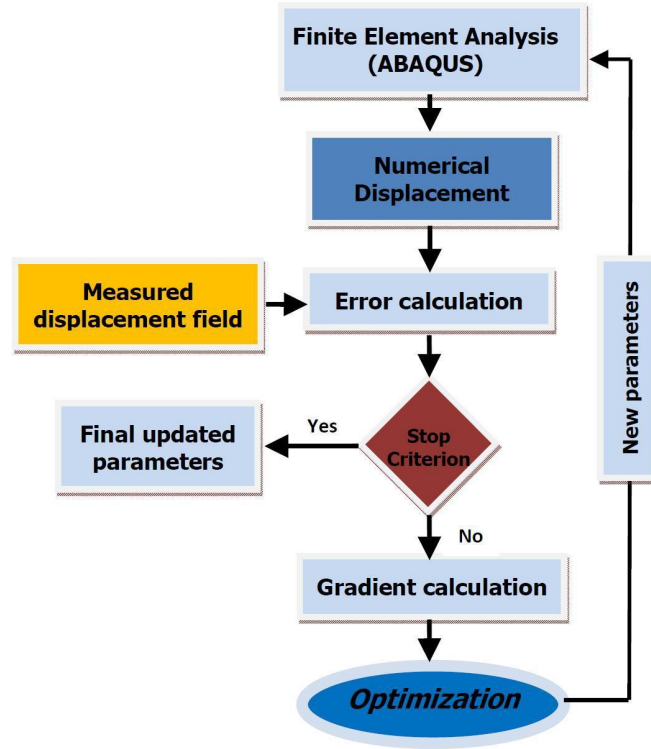 Finite Element Analysis
(ABAQUS)
Numerical
Displacement
Measured
displacement field
Error calculation
Final updated
parameters
Yes
Stop
Criterion
New parameters
No
Gradient calculation
Optimization